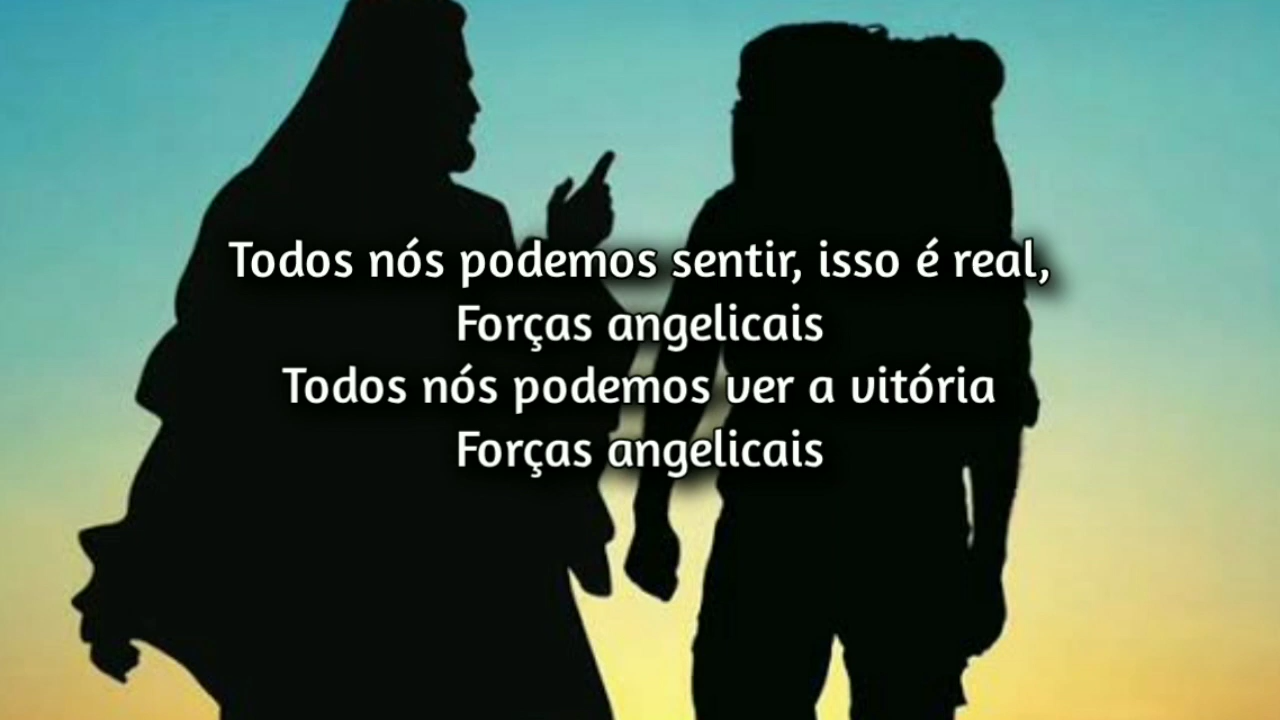 Todos nós podemos sentir, isso é real,
Forças angelicais
Todos nós podemos ver a vitória
Forças angelicais